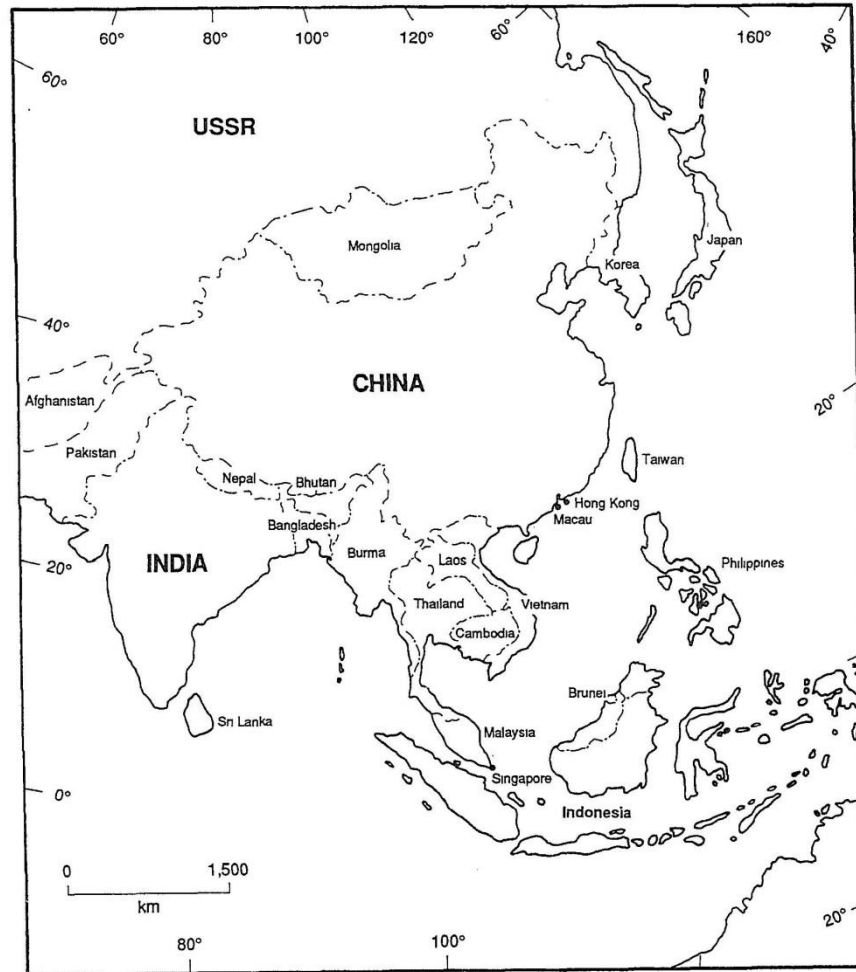 60° 80° 100° 120° 60° 160° 40°
60°
USSR
Mongolia
Korea
Japan
40°
CHINA
20°
Afghanistan
Pakistan
Taiwan
Nepal
Bhutan
Hong Kong
Macau
Bangladesh
20°
INDIA
Burma
Laos
Philippines
Thailand
Vietnam
Cambodia
Brunei
Sri Lanka
Malaysia
Singapore
0°
Indonesia
0 1,500
km
20°
80° 100°